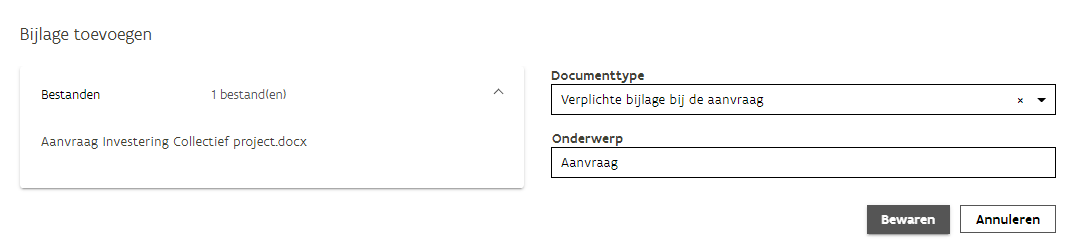 Bijlage toevoegen
Bestanden 1 bestand(en)
Aanvraag Investering Collectief project.docx
Documenttype
Verplichte bijlage bij de aanvraag ×
Onderwerp
Aanvraag
Bewaren Annuleren